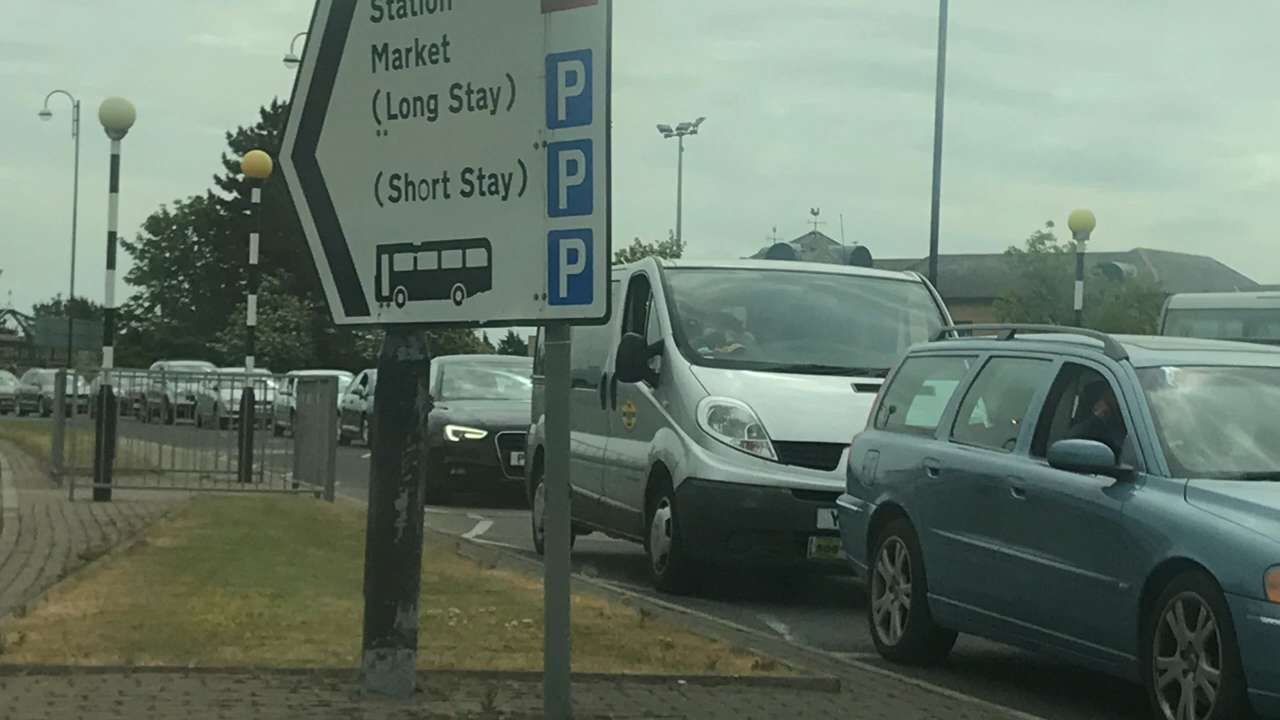 Station
Market
(Long Stay)
(Short Stay)
P
P
P